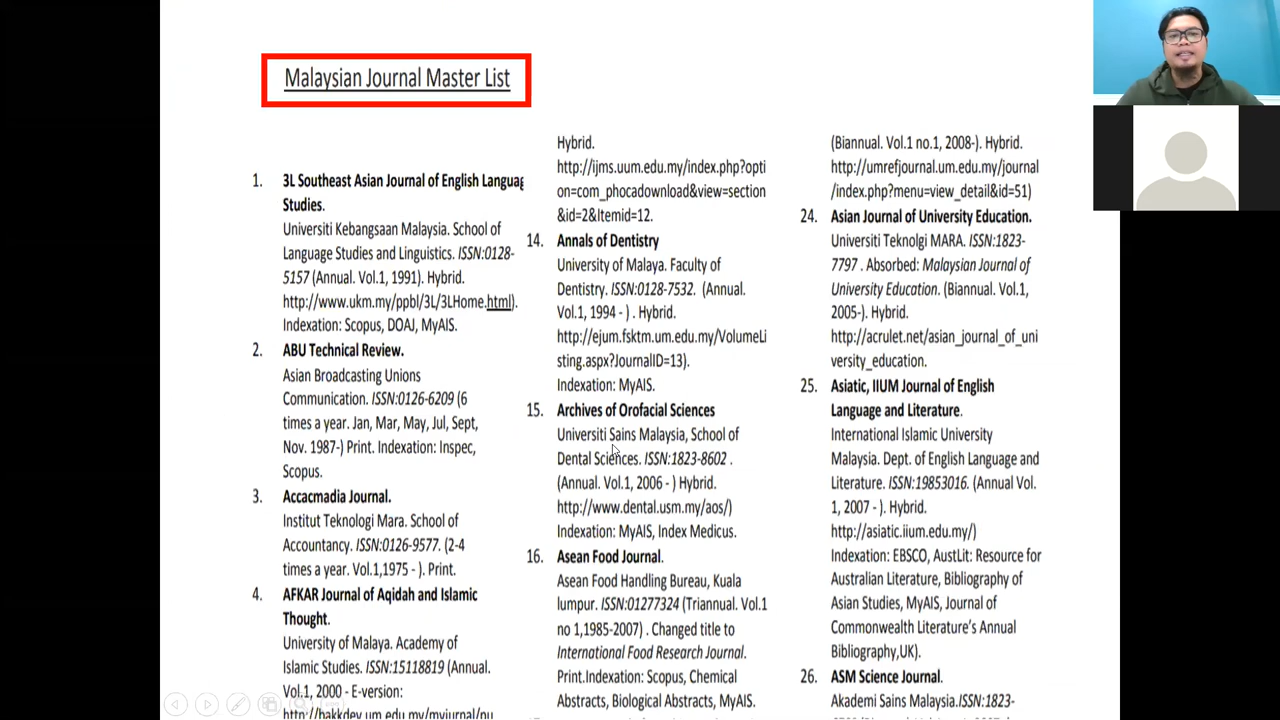 Malaysian Journal Master List
1. 3L Southeast Asian Journal of English
Studies.
Universiti Kebangsaan Malaysia. School of
Language Studies and Linguistics. ISSN:0128-
5157 (Annual. Vol.1, 1991). Hybrid.
http://www.ukm.my/ppbl/3L/3LHome.html).
Indexation: Scopus, DOAJ, MyAIS.
2. ABU Technical Review.
Asian Broadcasting Unions
Communication. ISSN:0126-6209 (6
times a year. Jan, Mar, May, Jul, Sept,
Nov. 1987-) Print. Indexation: Inspec,
Scopus.
3. Accacmadia Journal.
Institut Teknologi Mara. School of
Accountancy. ISSN:0126-9577. (2-4
times a year. Vol.1,1975 - ). Print.
4. AFKAR Journal of Aqidah and Islamic
Thought.
University of Malaya. Academy of
Islamic Studies. ISSN:15118819 (Annual.
Vol.1, 2000 - E-version:
Hybrid.
http://ijms.uum.edu.my/index.php?opti
on=com_phocadownload&view=section
&id=2&Itemid=12.
14. Annals of Dentistry
University of Malaya. Faculty of
Dentistry. ISSN:0128-7532. (Annual.
Vol.1, 1994 - ) . Hybrid.
http://ejum.fsktm.um.edu.my/VolumeLi
sting.aspx?JournalID=13).
Indexation: MyAIS.
15. Archives of Orofacial Sciences
Universiti Sains Malaysia, School of
Dental Sciences. ISSN:1823-8602 .
(Annual. Vol.1, 2006 - ) Hybrid.
http://www.dental.usm.my/aos/)
Indexation: MyAIS, Index Medicus.
16. Asean Food Journal.
Asean Food Handling Bureau, Kuala
lumpur. ISSN:01277324 (Triannual. Vol.1
no 1,1985-2007) . Changed title to
International Food Research Journal.
Print.Indexation: Scopus, Chemical
Abstracts, Biological Abstracts, MyAIS.
(Biannual. Vol.1 no.1, 2008-). Hybrid.
http://umrefjournal.um.edu.my/journal
/index.php?menu=view_detail&id=51)
24. Asian Journal of University Education.
Universiti Teknolgi MARA. ISSN:1823-
7797 . Absorbed: Malaysian Journal of
University Education. (Biannual. Vol.1,
2005-). Hybrid.
http://acrulet.net/asian_journal_of_uni
versity_education.
25. Asiatic, IIUM Journal of English
Language and Literature.
International Islamic University
Malaysia. Dept. of English Language and
Literature. ISSN:19853016. (Annual Vol.
1, 2007 - ). Hybrid.
http://asiatic.iium.edu.my/)
Indexation: EBSCO, AustLit: Resource for
Australian Literature, Bibliography of
Asian Studies, MyAIS, Journal of
Commonwealth Literature's Annual
Bibliography,UK).
26. ASM Science Journal.
Akademi Sains Malaysia.ISSN:1823-